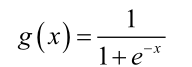 g(x) = 1 / (1 + e^{-x})